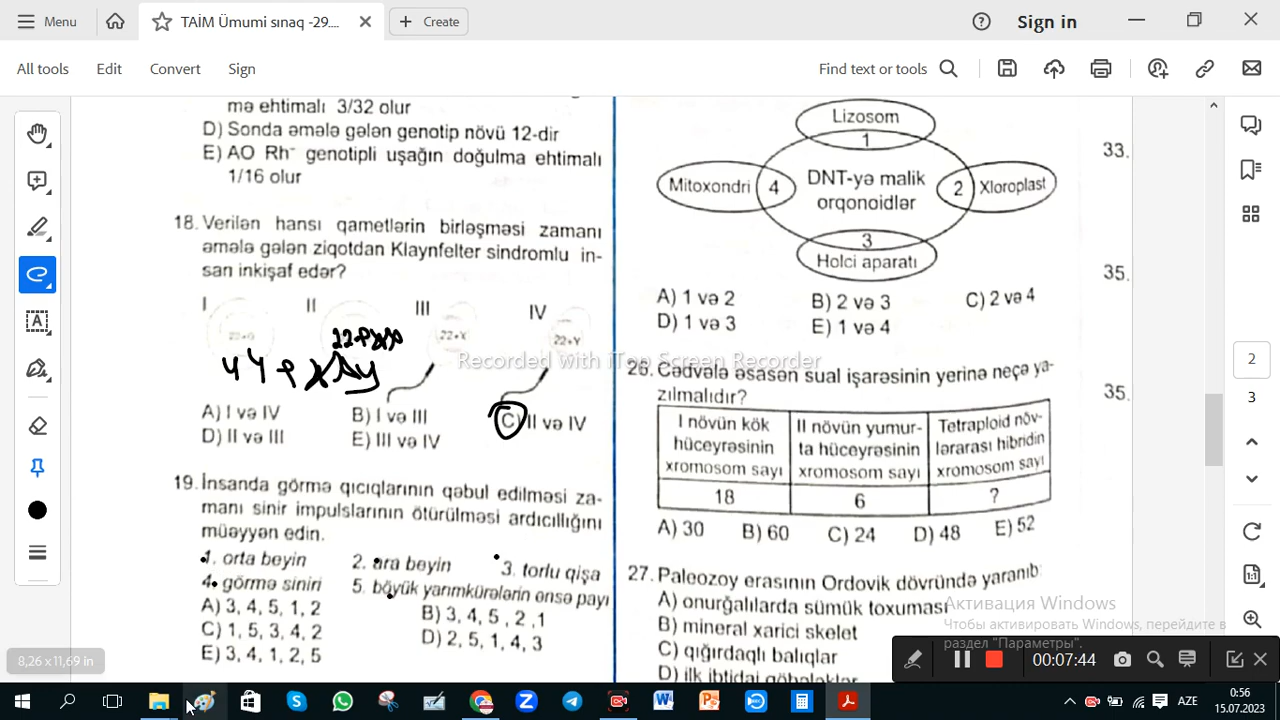 Menu
TAİM Ümumi sınaq -29....
Create
Sign in
All tools
Edit
Convert
Sign
Find text or tools
mə ehtimalı 3/32 olur
D) Sonda əmələ gələn genotip növü 12-dir
E) AO Rh⁻ genotipli uşağın doğulma ehtimalı
1/16 olur
18. Verilən hansı qametlərin birləşməsi zamanı
əmələ gələn ziqotdan Klaynfelter sindromlu in-
san inkişaf edər?
I II III IV
22+0 22+XX 22+X 22+Y
44+XXY
A) I və IV B) I və III C) II və IV
D) II və III E) III və IV
19. İnsanda görmə qıcıqlarının qəbul edilməsi za-
manı sinir impulslarının ötürülməsi ardıcıllığını
müəyyən edin.
1. orta beyin 2. ara beyin 3. torlu qişa
4. görmə siniri 5. böyük yarımkürələrin ənsə payı
A) 3, 4, 5, 1, 2 B) 3, 4, 5 , 2 ,1
C) 1, 5, 3, 4, 2 D) 2, 5, 1, 4, 3
E) 3, 4, 1, 2, 5
Lizosom
1
Mitoxondri 4
DNT-yə malik
orqonoidlər
2 Xloroplast
3
Holci aparatı
A) 1 və 2 B) 2 və 3 C) 2 və 4
D) 1 və 3 E) 1 və 4
26. Cədvələ əsasən sual işarəsinin yerinə neçə ya-
zılmalıdır?
I növün kök
hüceyrəsinin
xromosom sayı
II növün yumur-
ta hüceyrəsinin
xromosom sayı
Tetraploid növ-
lərarası hibridin
xromosom sayı
18 6 ?
A) 30 B) 60 C) 24 D) 48 E) 52
27. Paleozoy erasının Ordovik dövründə yaranıb:
A) onurğalılarda sümük toxuması
B) mineral xarici skelet
C) qığırdaqlı balıqlar
D) ilk ibtidai göbələklər
33.
35.
35.
Recorded with iTop Screen Recorder
Активация Windows
Чтобы активировать Windows, перейдите в
раздел "Параметры".
2
3
1:1
8,26 x 11,69 in
00:07:44
AZE
0:56
15.07.2023